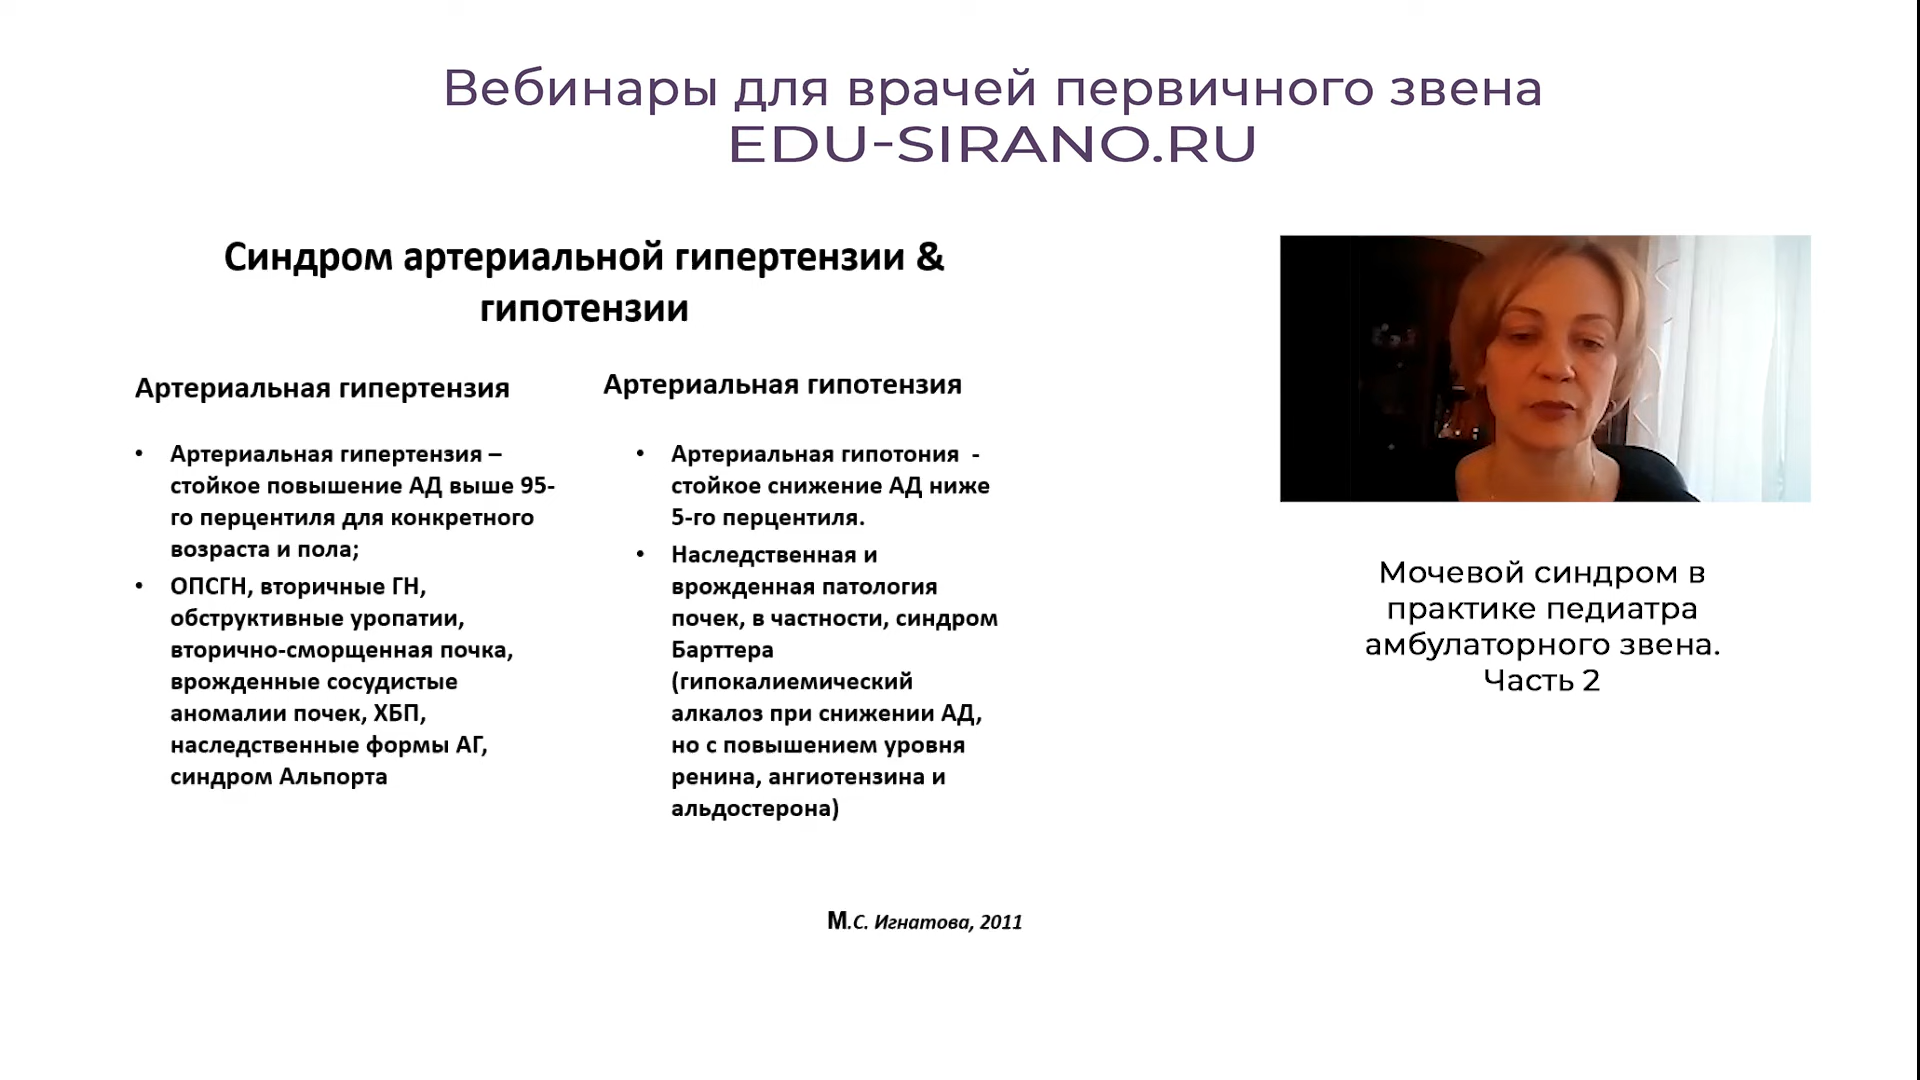 Вебинары для врачей первичного звена
EDU-SIRANO.RU
Синдром артериальной гипертензии &
гипотензии
Артериальная гипертензия
• Артериальная гипертензия –
стойкое повышение АД выше 95-
го перцентиля для конкретного
возраста и пола;
• ОПСГН, вторичные ГН,
обструктивные уропатии,
вторично-сморщенная почка,
врожденные сосудистые
аномалии почек, ХБП,
наследственные формы АГ,
синдром Альпорта
Артериальная гипотензия
• Артериальная гипотония -
стойкое снижение АД ниже
5-го перцентиля.
• Наследственная и
врожденная патология
почек, в частности, синдром
Барттера
(гипокалиемический
алкалоз при снижении АД,
но с повышением уровня
ренина, ангиотензина и
альдостерона)
М.С. Игнатова, 2011
Мочевой синдром в
практике педиатра
амбулаторного звена.
Часть 2